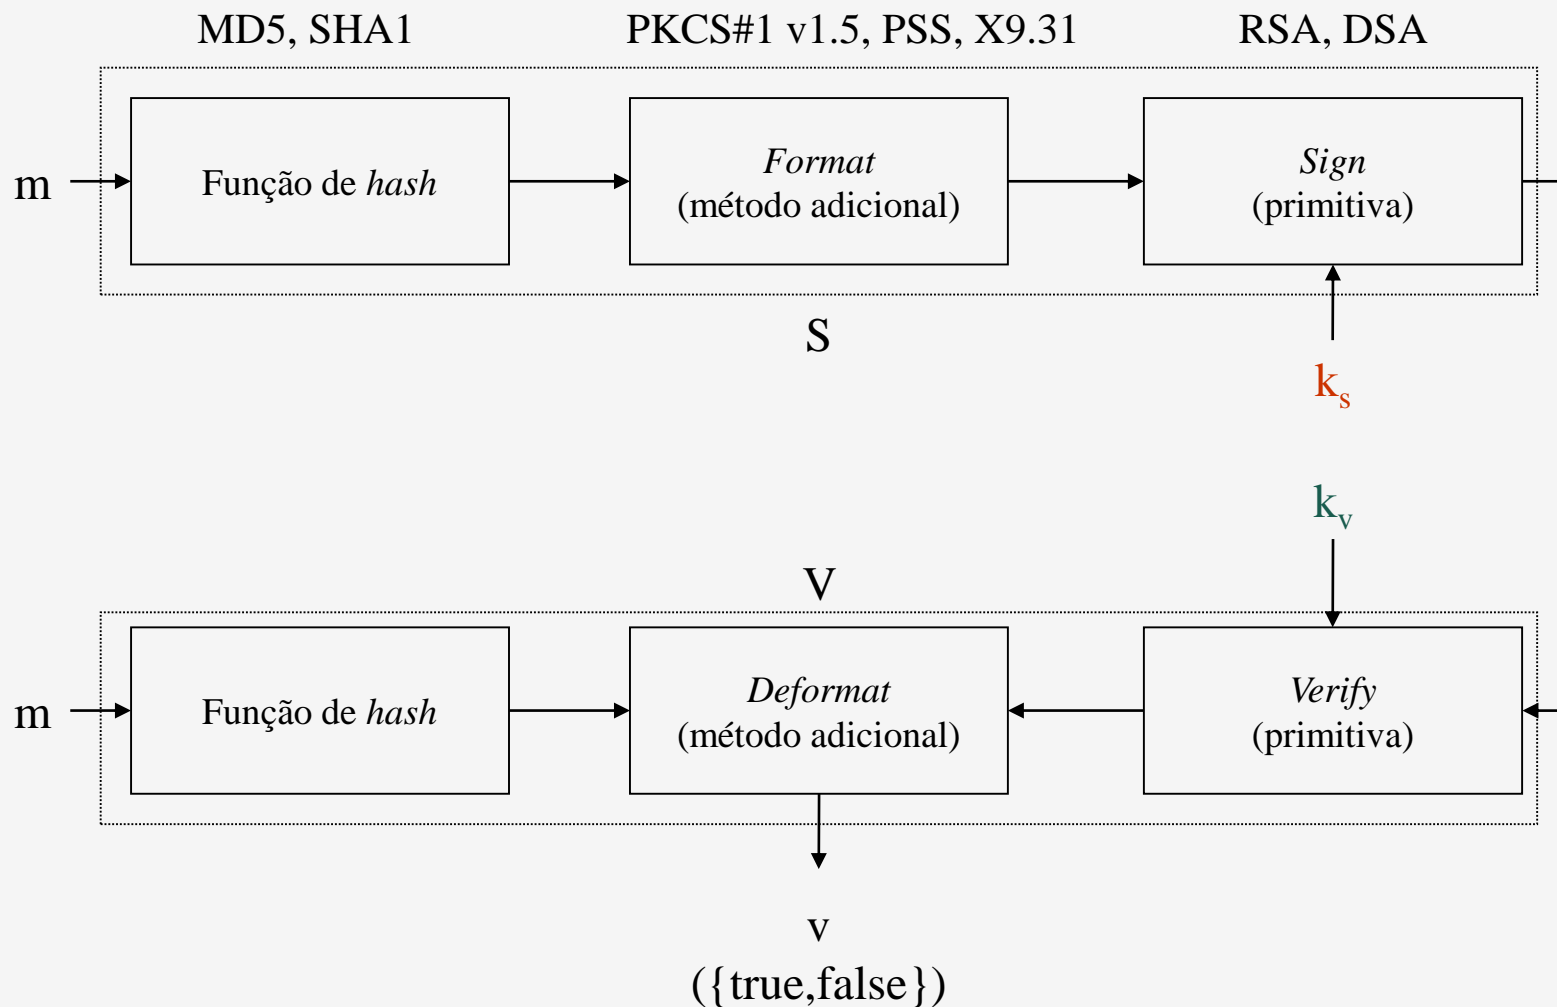 MD5, SHA1
PKCS#1 v1.5, PSS, X9.31
RSA, DSA
m
Função de hash
Format
(método adicional)
Sign
(primitiva)
S
ks
kv
V
m
Função de hash
Deformat
(método adicional)
Verify
(primitiva)
v
({true,false})